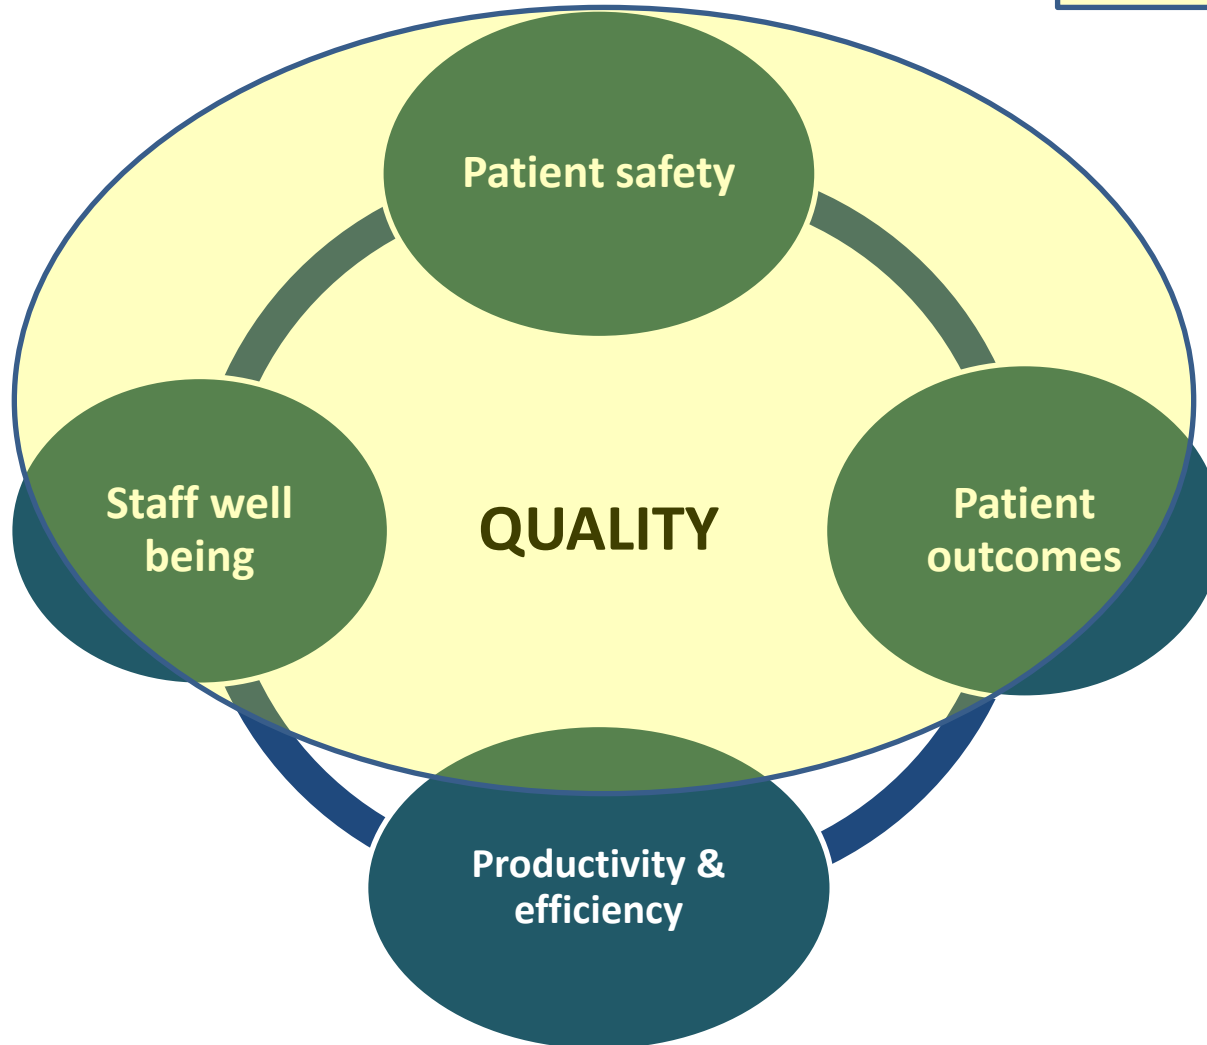 Patient safety
Staff well
being
QUALITY
Patient
outcomes
Productivity &
efficiency